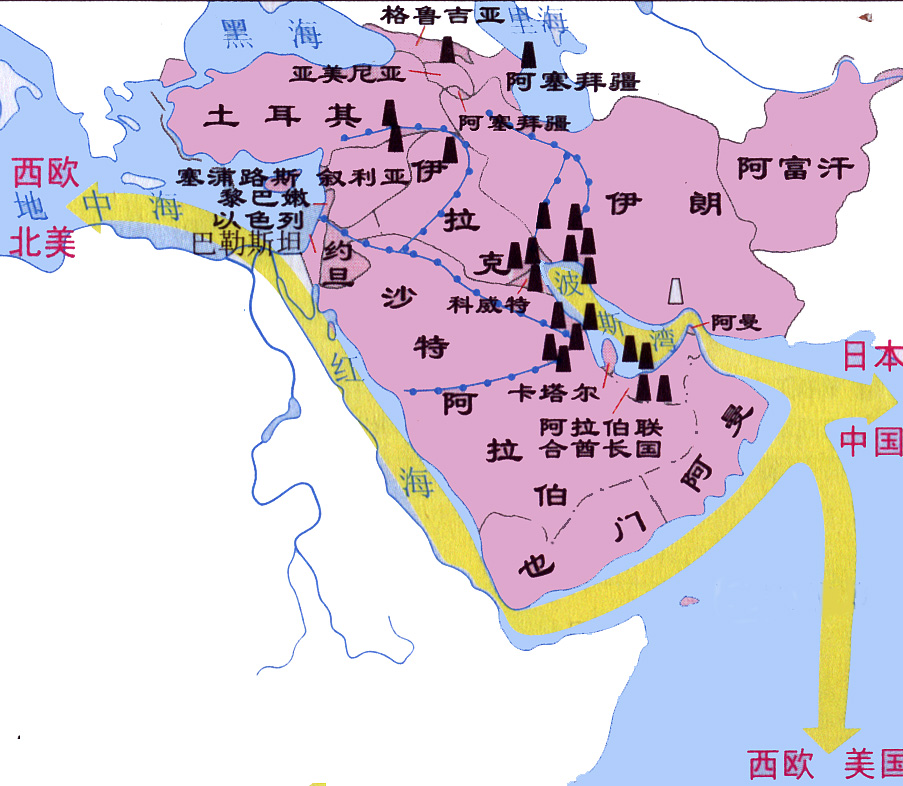 格鲁吉亚
里海
黑海
亚美尼亚
阿塞拜疆
土耳其
阿塞拜疆
西欧
塞浦路斯
叙利亚
伊拉克
伊朗
阿富汗
地中海
黎巴嫩
以色列
北美
巴勒斯坦
约旦
波斯湾
科威特
阿曼
沙特阿拉伯
红海
日本
卡塔尔
阿拉伯联
合酋长国
中国
阿曼
也门
西欧
美国